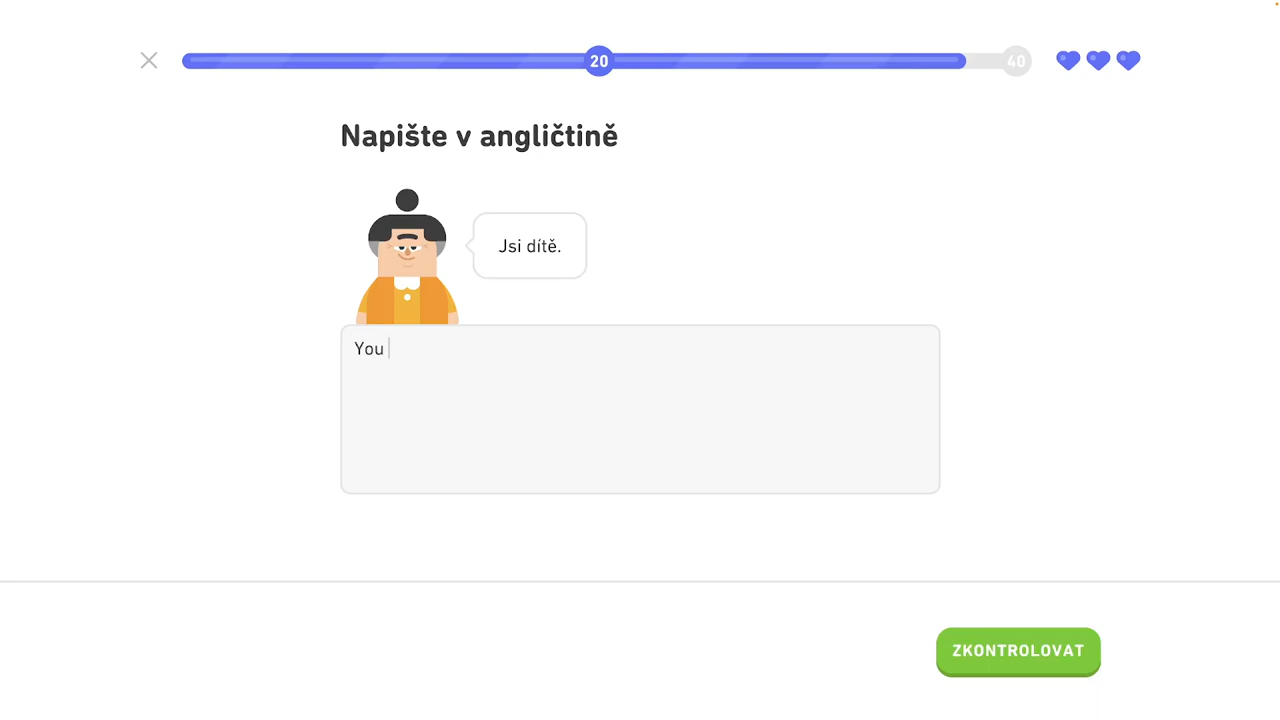 20
40
Napište v angličtině
Jsi dítě.
You
ZKONTROLOVAT